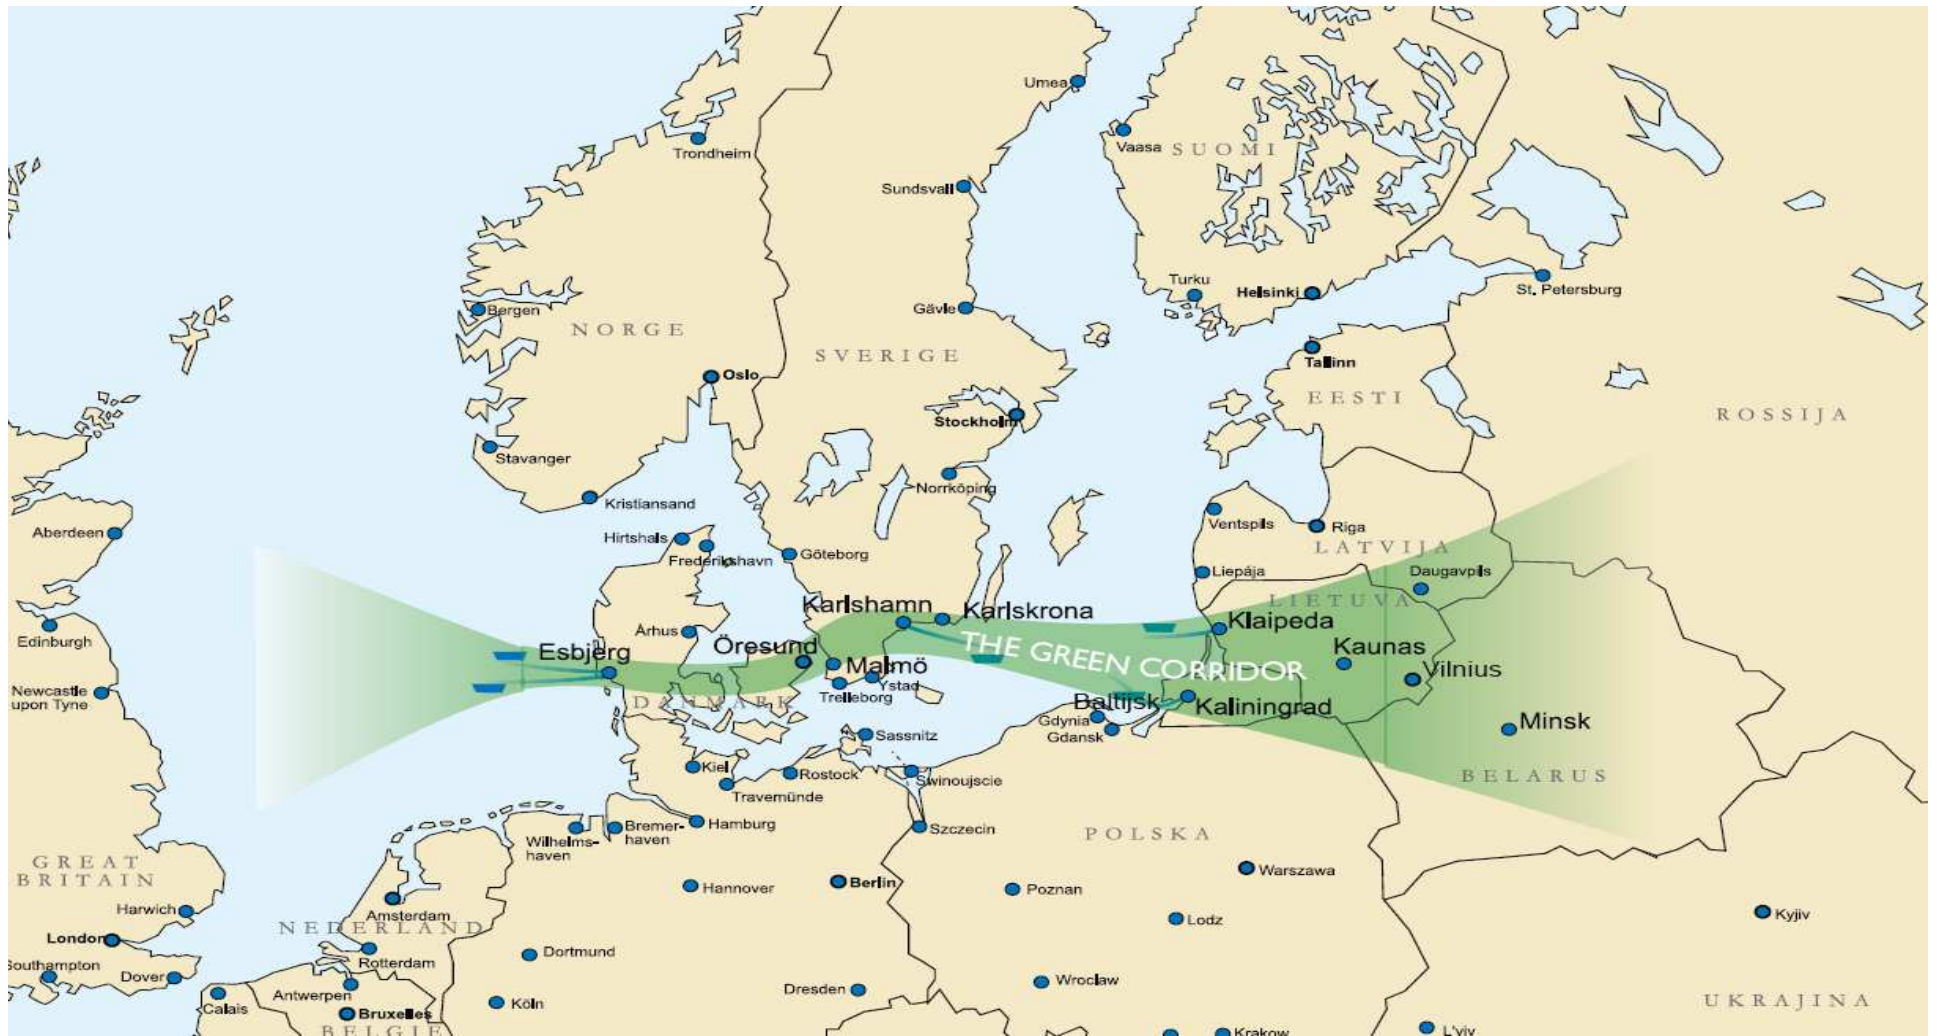 Umea
Trondheim
Vaasa
SUOMI
Sundsvall
Turku
Helsinki
St. Petersburg
Bergen
NORGE
Gävle
SVERIGE
Tallinn
Oslo
EESTI
ROSSIJA
Stockholm
Stavanger
Norrköping
Kristiansand
Ventspils
Riga
Aberdeen
Hirtshals
Frederikshavn
Göteborg
LATVIJA
Liepája
Daugavpils
LIETUVA
Karlshamn
Karlskrona
Klaipeda
Edinburgh
Århus
Öresund
Esbjerg
THE GREEN CORRIDOR
Kaunas
Malmö
Vilnius
Newcastle
upon Tyne
Trelleborg
Ystad
DANMARK
Baltijsk
Kaliningrad
Gdynia
Gdansk
Minsk
Sassnitz
Kiel
Rostock
Swinoujscie
BELARUS
Travemünde
Hamburg
Bremer-
haven
Wilhelms-
haven
Szczecin
POLSKA
GREAT
BRITAIN
Hannover
Berlin
Poznan
Warszawa
Harwich
Amsterdam
NEDERLAND
Lodz
Kyjiv
London
Dortmund
Rotterdam
Southampton
Dover
Wroclaw
Dresden
Antwerpen
Calais
Köln
UKRAJINA
Bruxelles
BELGIE
Krakow
L'viv